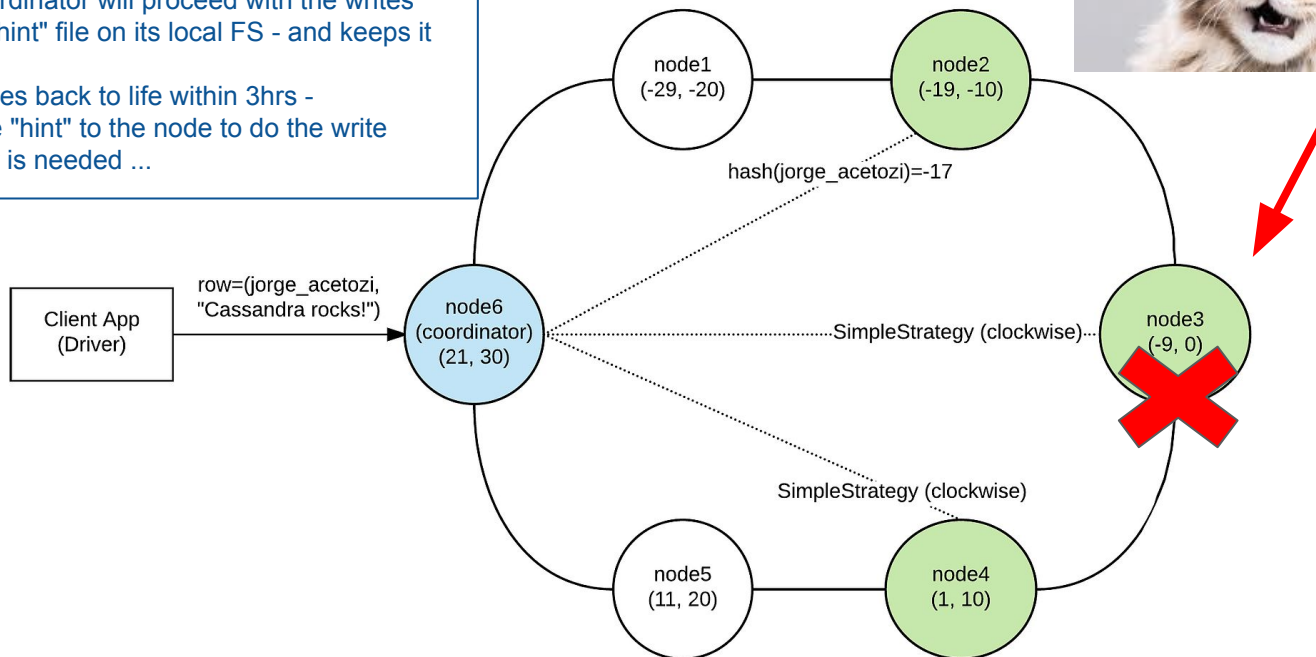 ordinator will proceed with the writes
hint" file on its local FS - and keeps it
es back to life within 3hrs -
e "hint" to the node to do the write
is needed ...
node1
(-29, -20)
node2
(-19, -10)
hash(jorge_acetozi)=-17
row=(jorge_acetozi,
"Cassandra rocks!")
Client App
(Driver)
node6
(coordinator)
(21, 30)
SimpleStrategy (clockwise)
node3
(-9, 0)
SimpleStrategy (clockwise)
node5
(11, 20)
node4
(1, 10)